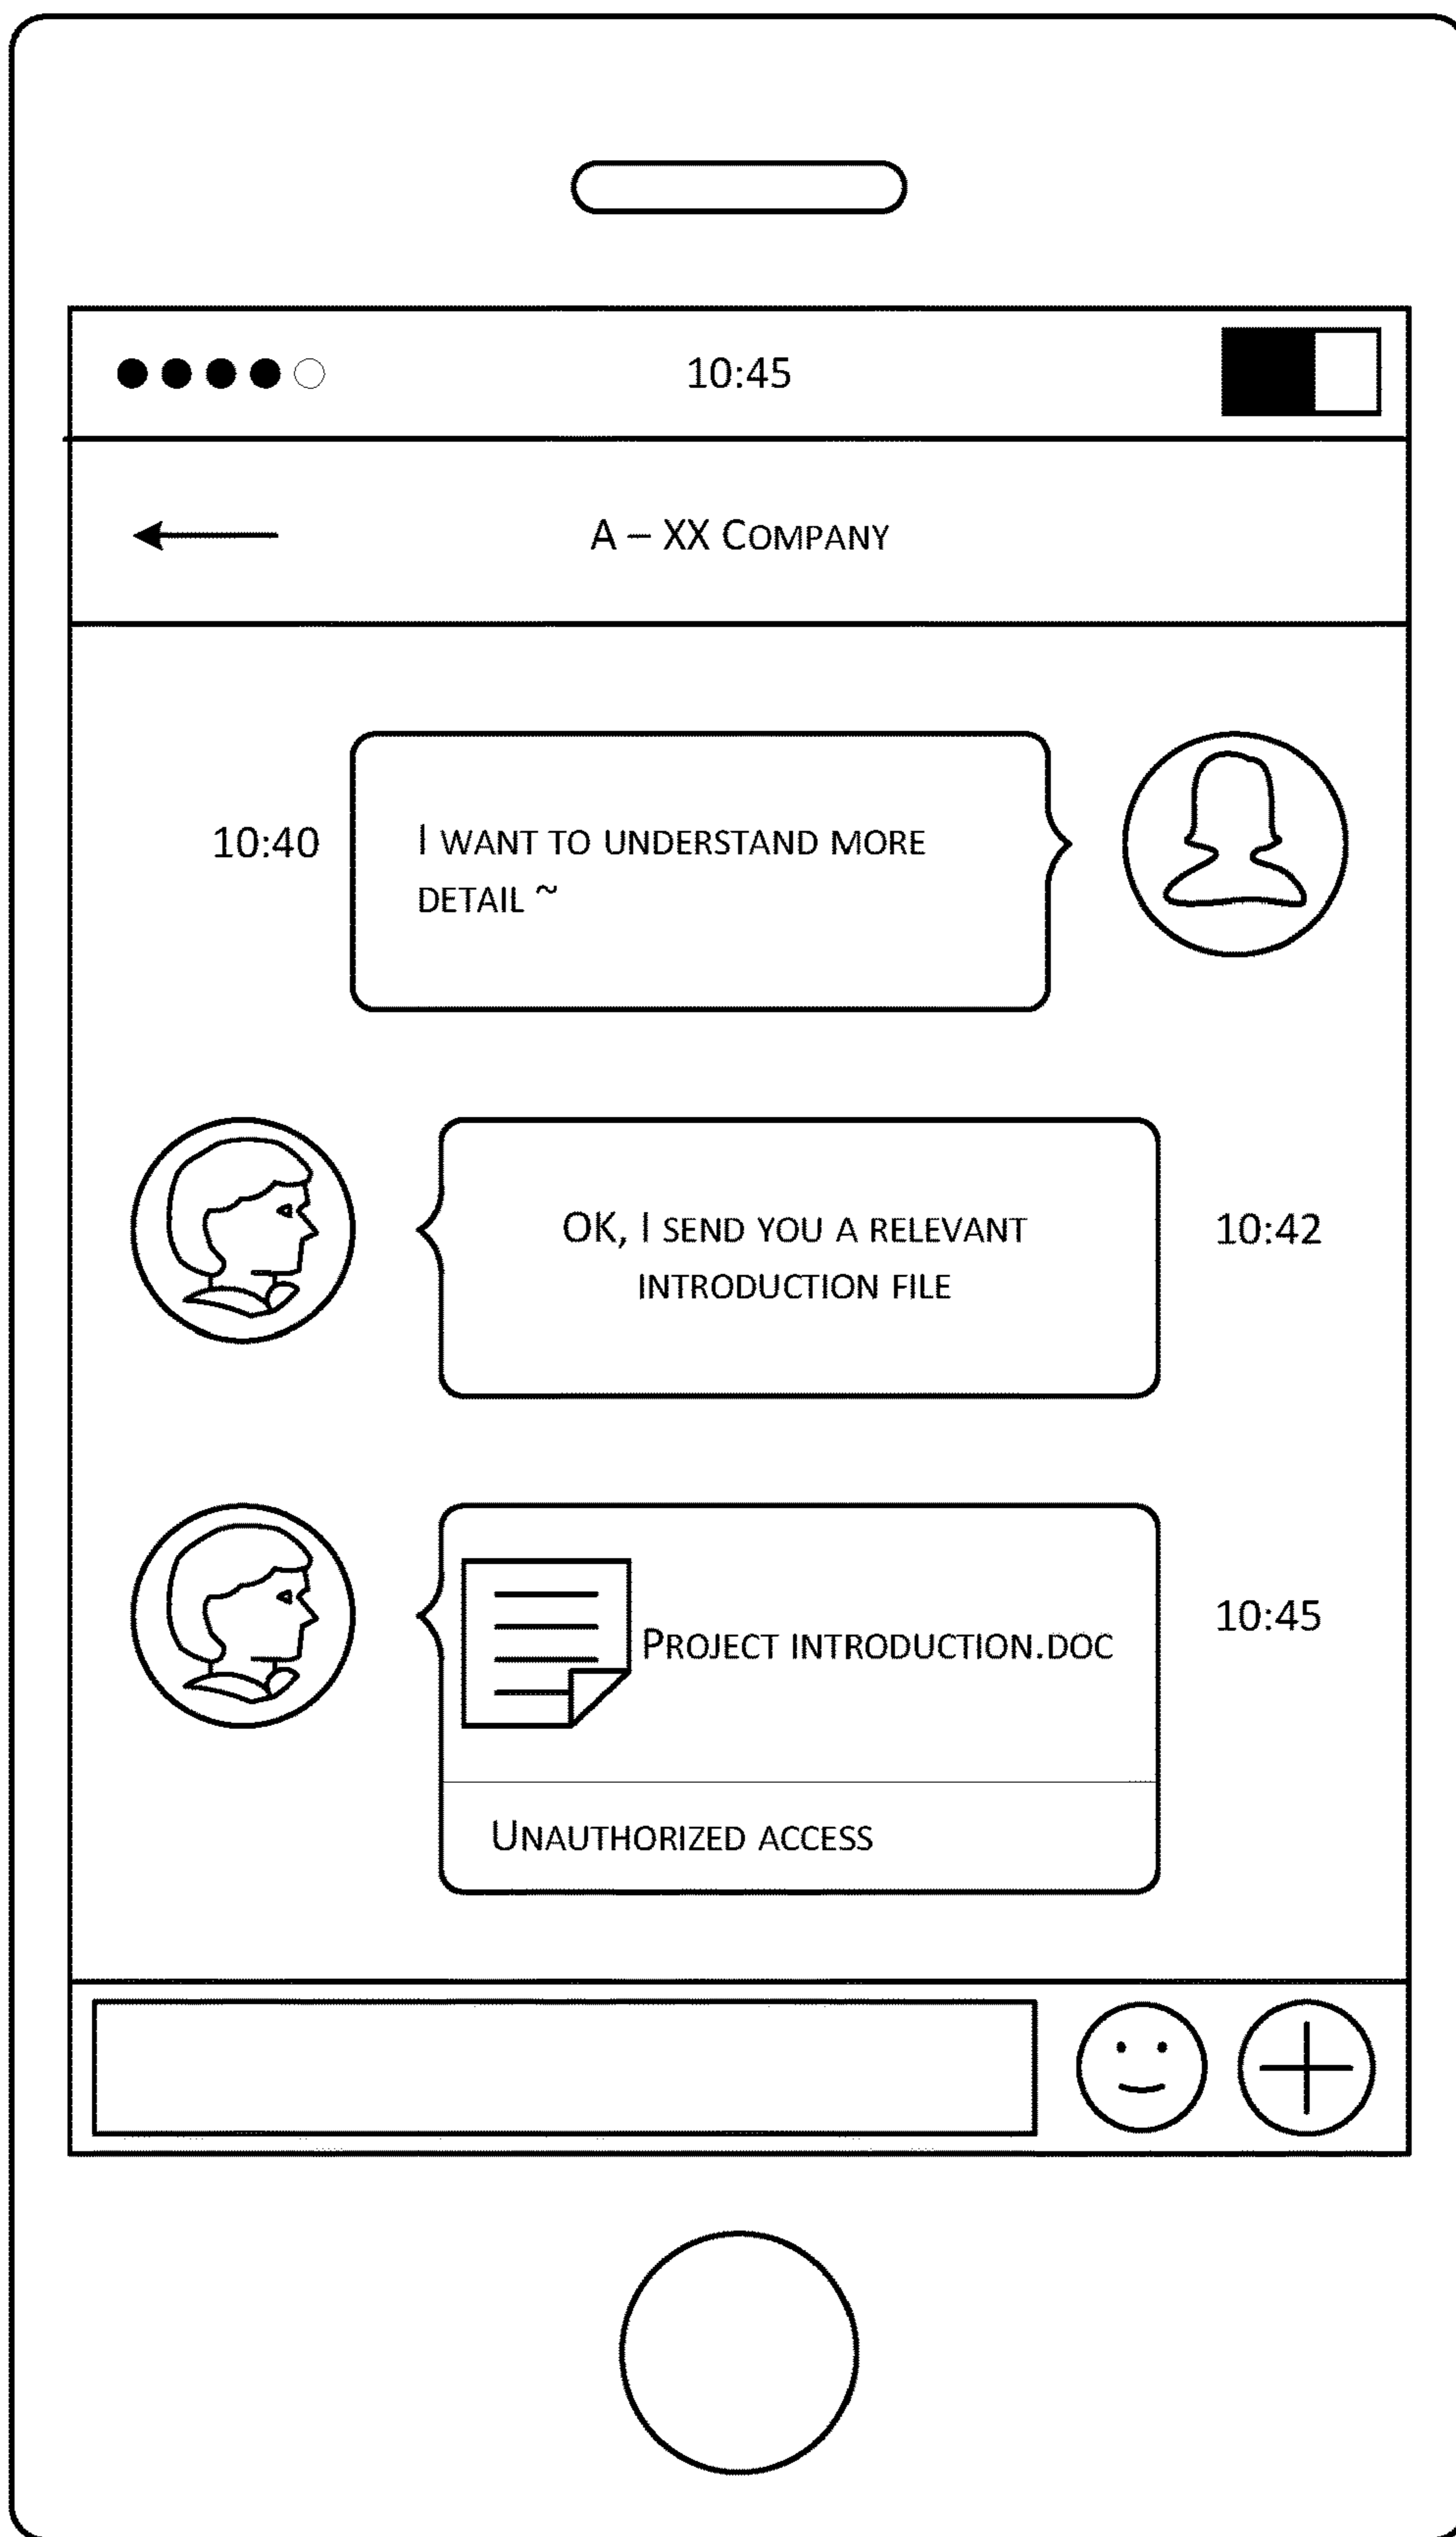 10:45
A – XX COMPANY
10:40
I WANT TO UNDERSTAND MORE
DETAIL ~
OK, I SEND YOU A RELEVANT
INTRODUCTION FILE
10:42
PROJECT INTRODUCTION.DOC
10:45
UNAUTHORIZED ACCESS